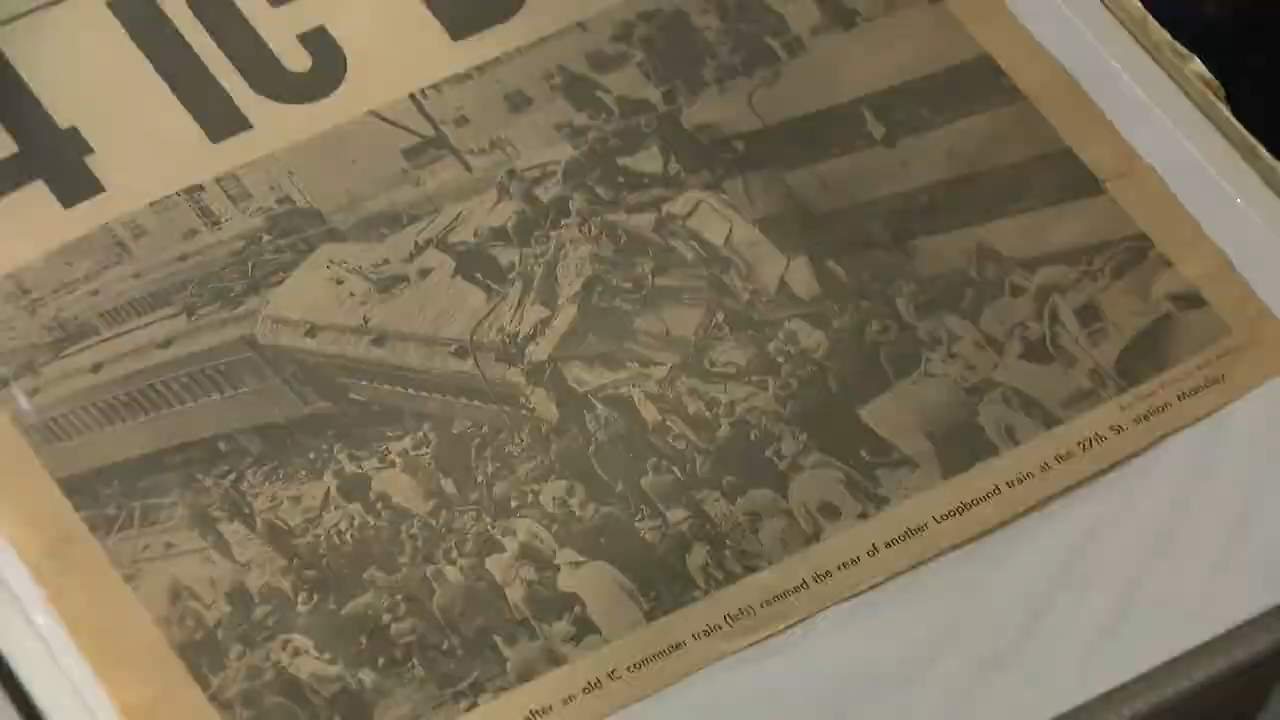 4 IC
after an old IC commuter train (left) rammed the rear of another Loopbound train at the 27th St. station Monday